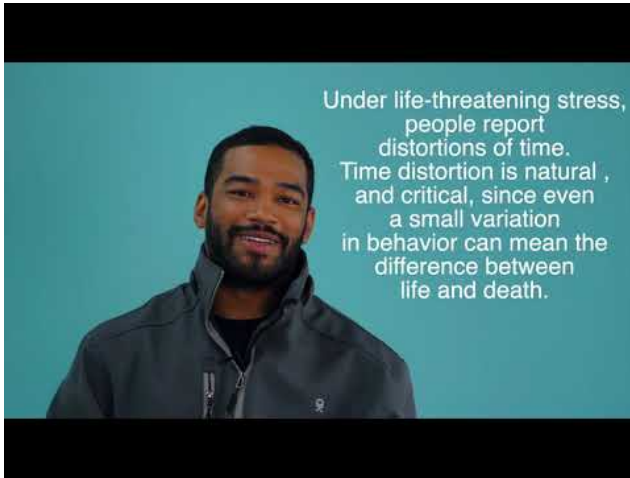 Under life-threatening stress,
people report
distortions of time.
Time distortion is natural ,
and critical, since even
a small variation
in behavior can mean the
difference between
life and death.